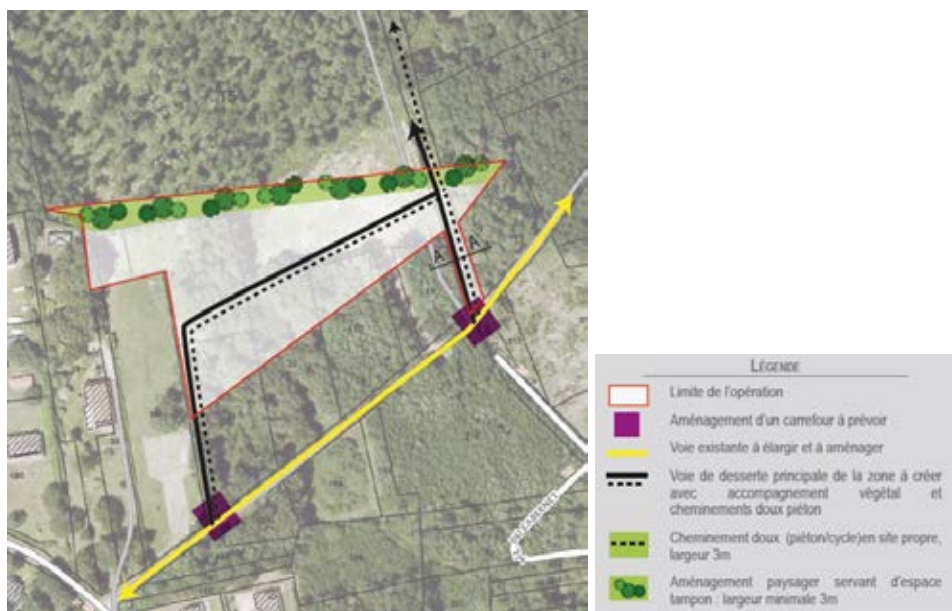 A
A
LÉGENDE
Limite de l'opération
Aménagement d'un carrefour à prévoir
Voie existante à élargir et à aménager
Voie de desserte principale de la zone à créer
avec accompagnement végétal et
cheminements doux piéton
Cheminement doux (piéton/cycle)en site propre,
largeur 3m
Aménagement paysager servant d'espace
tampon : largeur minimale 3m